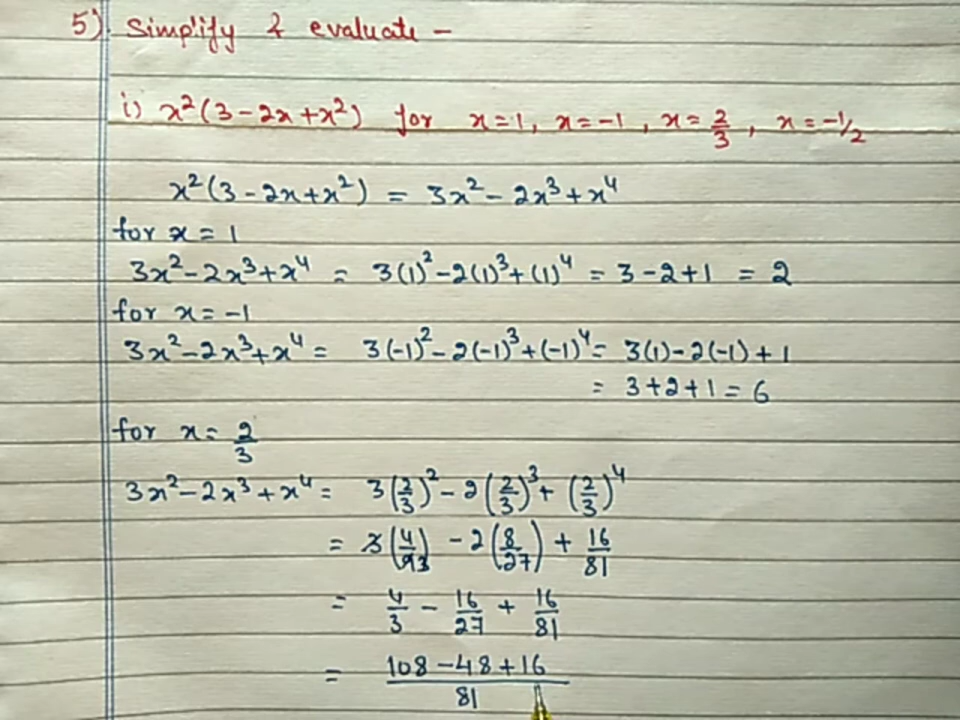 5) Simplify & evaluate –
i) x²(3 – 2x + x²) for x = 1, x = –1, x = 2/3, x = –1/2
x²(3 – 2x + x²) = 3x² – 2x³ + x⁴
for x = 1
3x² – 2x³ + x⁴ = 3(1)² – 2(1)³ + (1)⁴ = 3 – 2 + 1 = 2
for x = –1
3x² – 2x³ + x⁴ = 3(–1)² – 2(–1)³ + (–1)⁴ = 3(1) – 2(–1) + 1
= 3 + 2 + 1 = 6
for x = 2/3
3x² – 2x³ + x⁴ = 3(2/3)² – 2(2/3)³ + (2/3)⁴
= 3(4/93) – 2(8/27) + 16/81
= 4/3 – 16/27 + 16/81
= 108 – 48 + 16 / 81